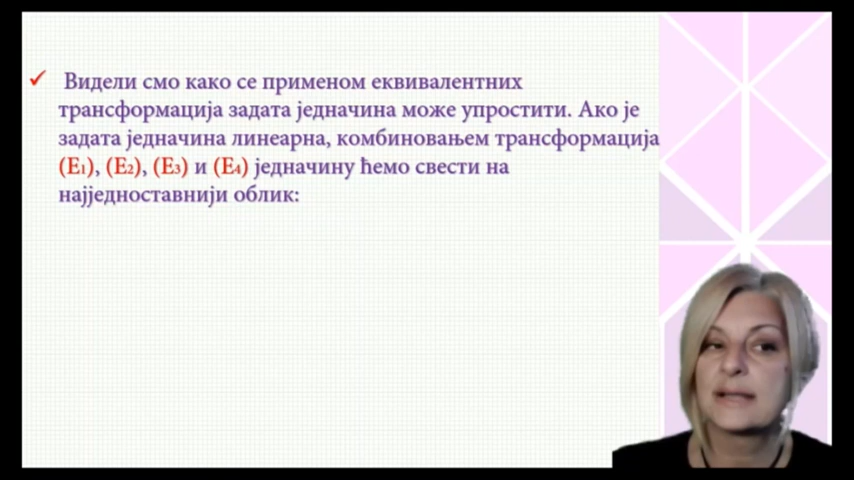 Видели смо како се применом еквивалентних
трансформација задата једначина може упростити. Ако је
задата једначина линеарна, комбиновањем трансформација
(E₁), (E₂), (E₃) и (E₄) једначину ћемо свести на
најједноставнији облик: